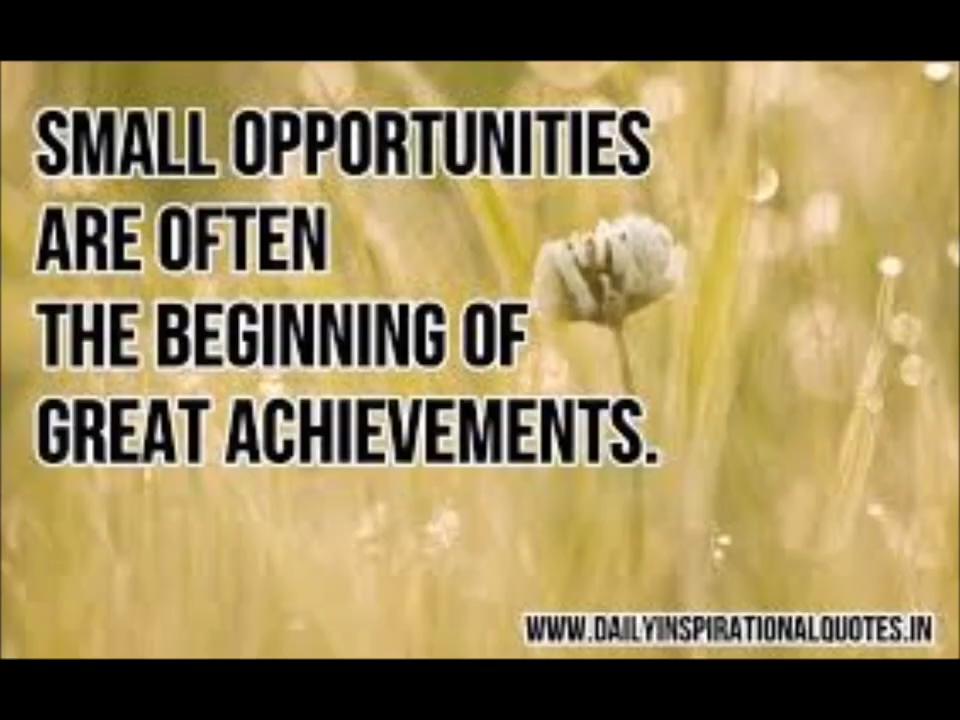 SMALL OPPORTUNITIES
ARE OFTEN
THE BEGINNING OF
GREAT ACHIEVEMENTS.
WWW.DAILYINSPIRATIONALQUOTES.IN